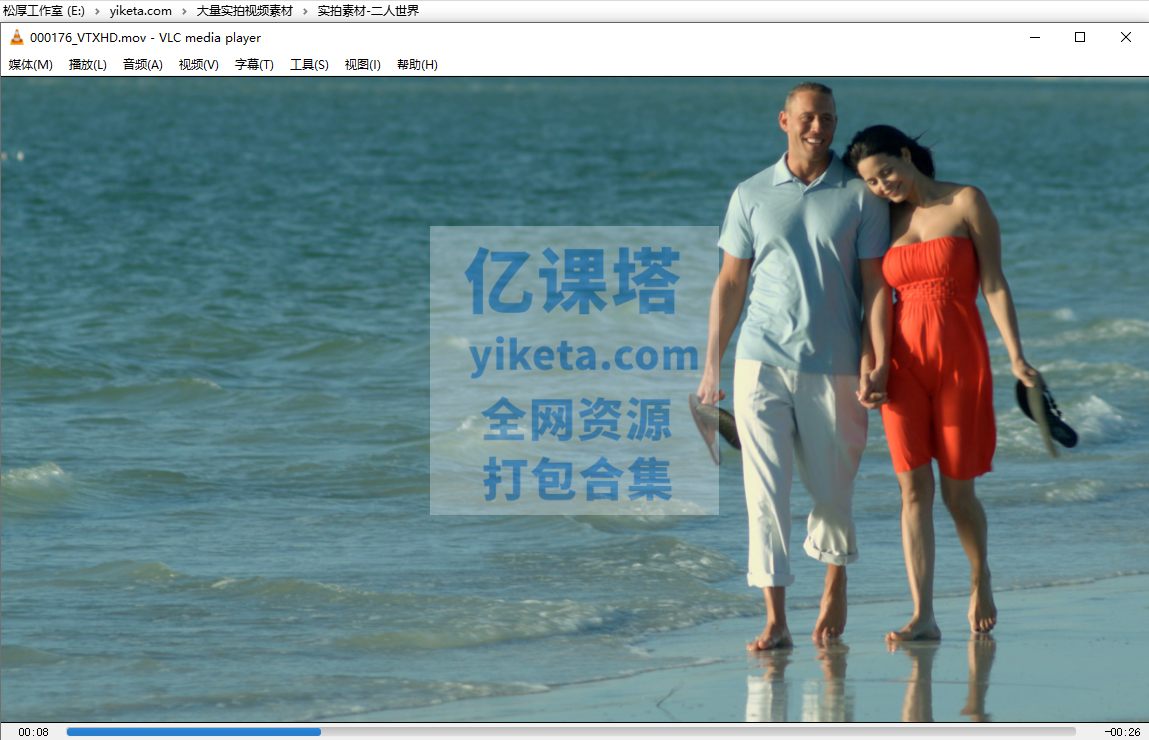 松厚工作室 (E:) › yiketa.com › 大量实拍视频素材 › 实拍素材-二人世界
000176_VTXHD.mov - VLC media player
媒体(M) 播放(L) 音频(A) 视频(V) 字幕(T) 工具(S) 视图(I) 帮助(H)
亿课塔
yiketa.com
全网资源
打包合集
00:08 -00:26